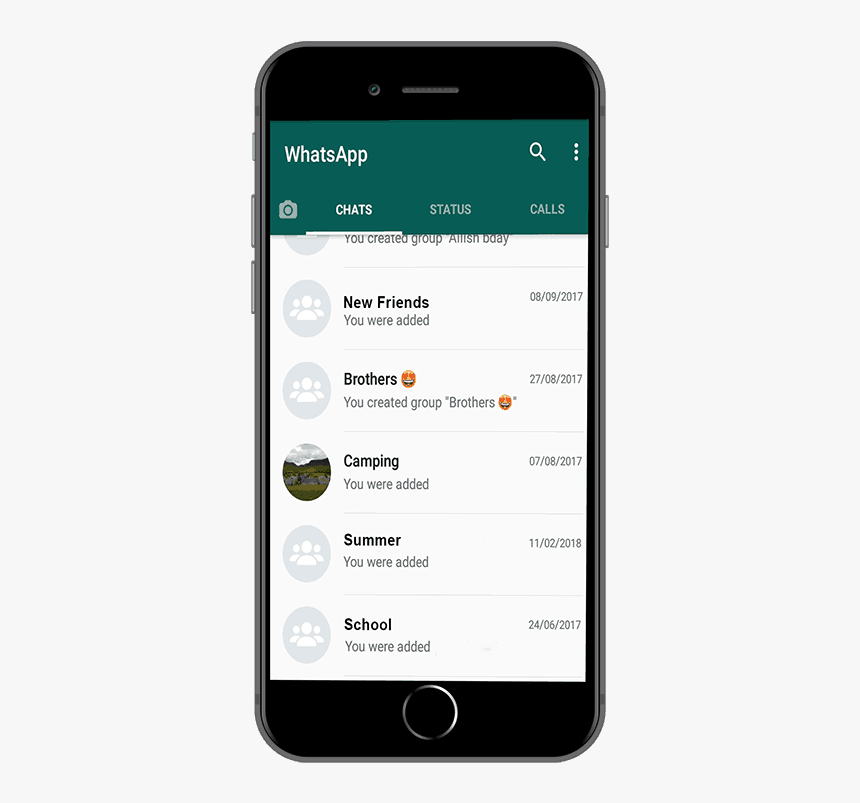 WhatsApp
CHATS STATUS CALLS
You created group "Ailish bday"
New Friends 08/09/2017
You were added
Brothers 🤩 27/08/2017
You created group "Brothers 🤩"
Camping 07/08/2017
You were added
Summer 11/02/2018
You were added
School 24/06/2017
You were added